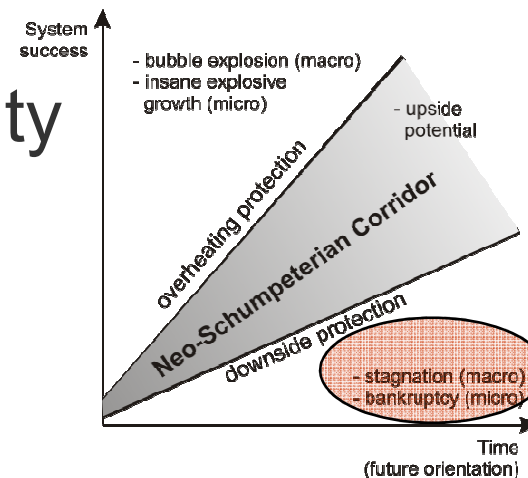 System
success
- bubble explosion (macro)
- insane explosive
growth (micro)
ty
- upside
potential
overheating protection
Neo-Schumpeterian Corridor
downside protection
- stagnation (macro)
- bankruptcy (micro)
Time
(future orientation)